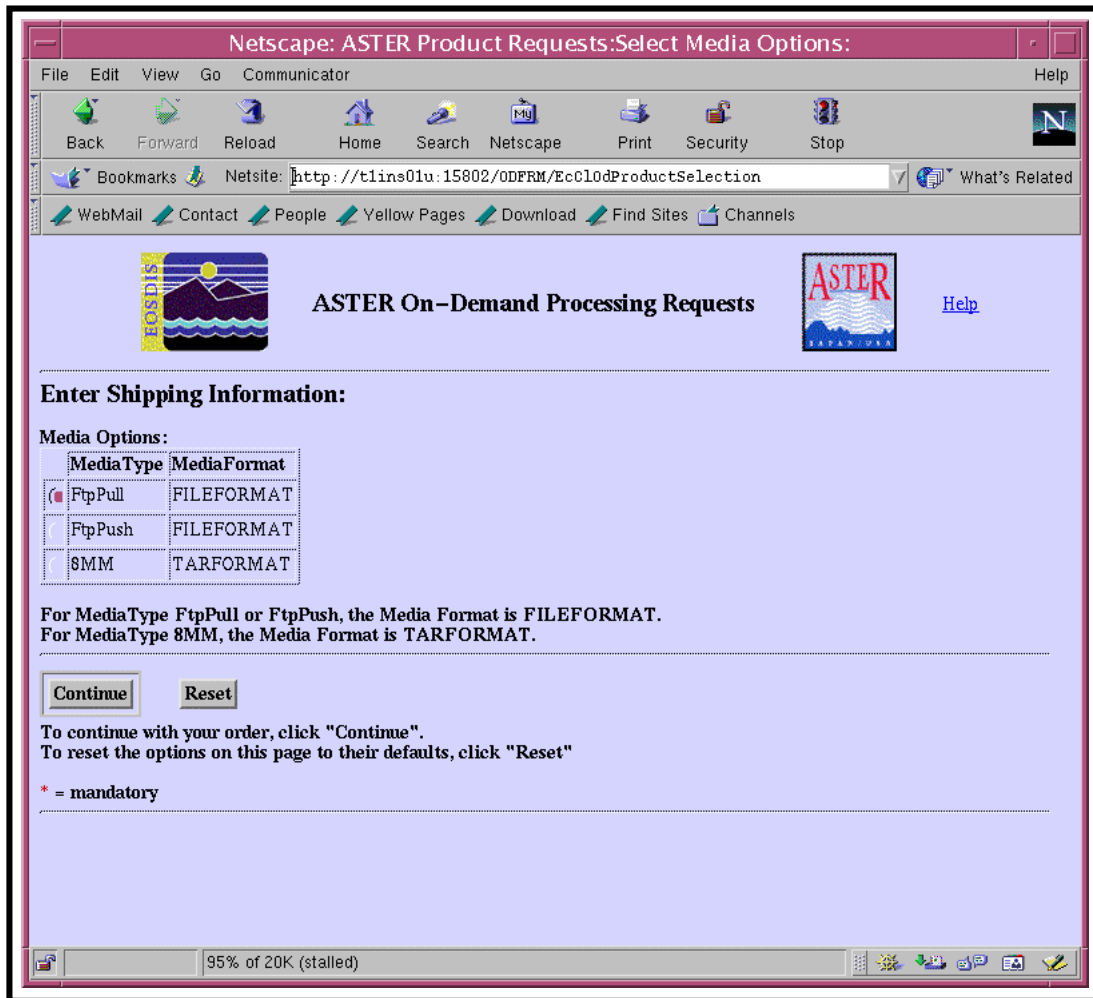 Netscape: ASTER Product Requests:Select Media Options:
File Edit View Go Communicator Help
Back Forward Reload Home Search Netscape Print Security Stop
My
N
Bookmarks Netsite: http://t1ins01u:15802/ODFRM/EcClOdProductSelection What's Related
WebMail Contact People Yellow Pages Download Find Sites Channels
EOSDIS
ASTER On-Demand Processing Requests
ASTER
JAPAN/USA
Help
Enter Shipping Information:
Media Options:
MediaType MediaFormat
FtpPull FILEFORMAT
FtpPush FILEFORMAT
8MM TARFORMAT
For MediaType FtpPull or FtpPush, the Media Format is FILEFORMAT.
For MediaType 8MM, the Media Format is TARFORMAT.
Continue Reset
To continue with your order, click "Continue".
To reset the options on this page to their defaults, click "Reset"
* = mandatory
95% of 20K (stalled)